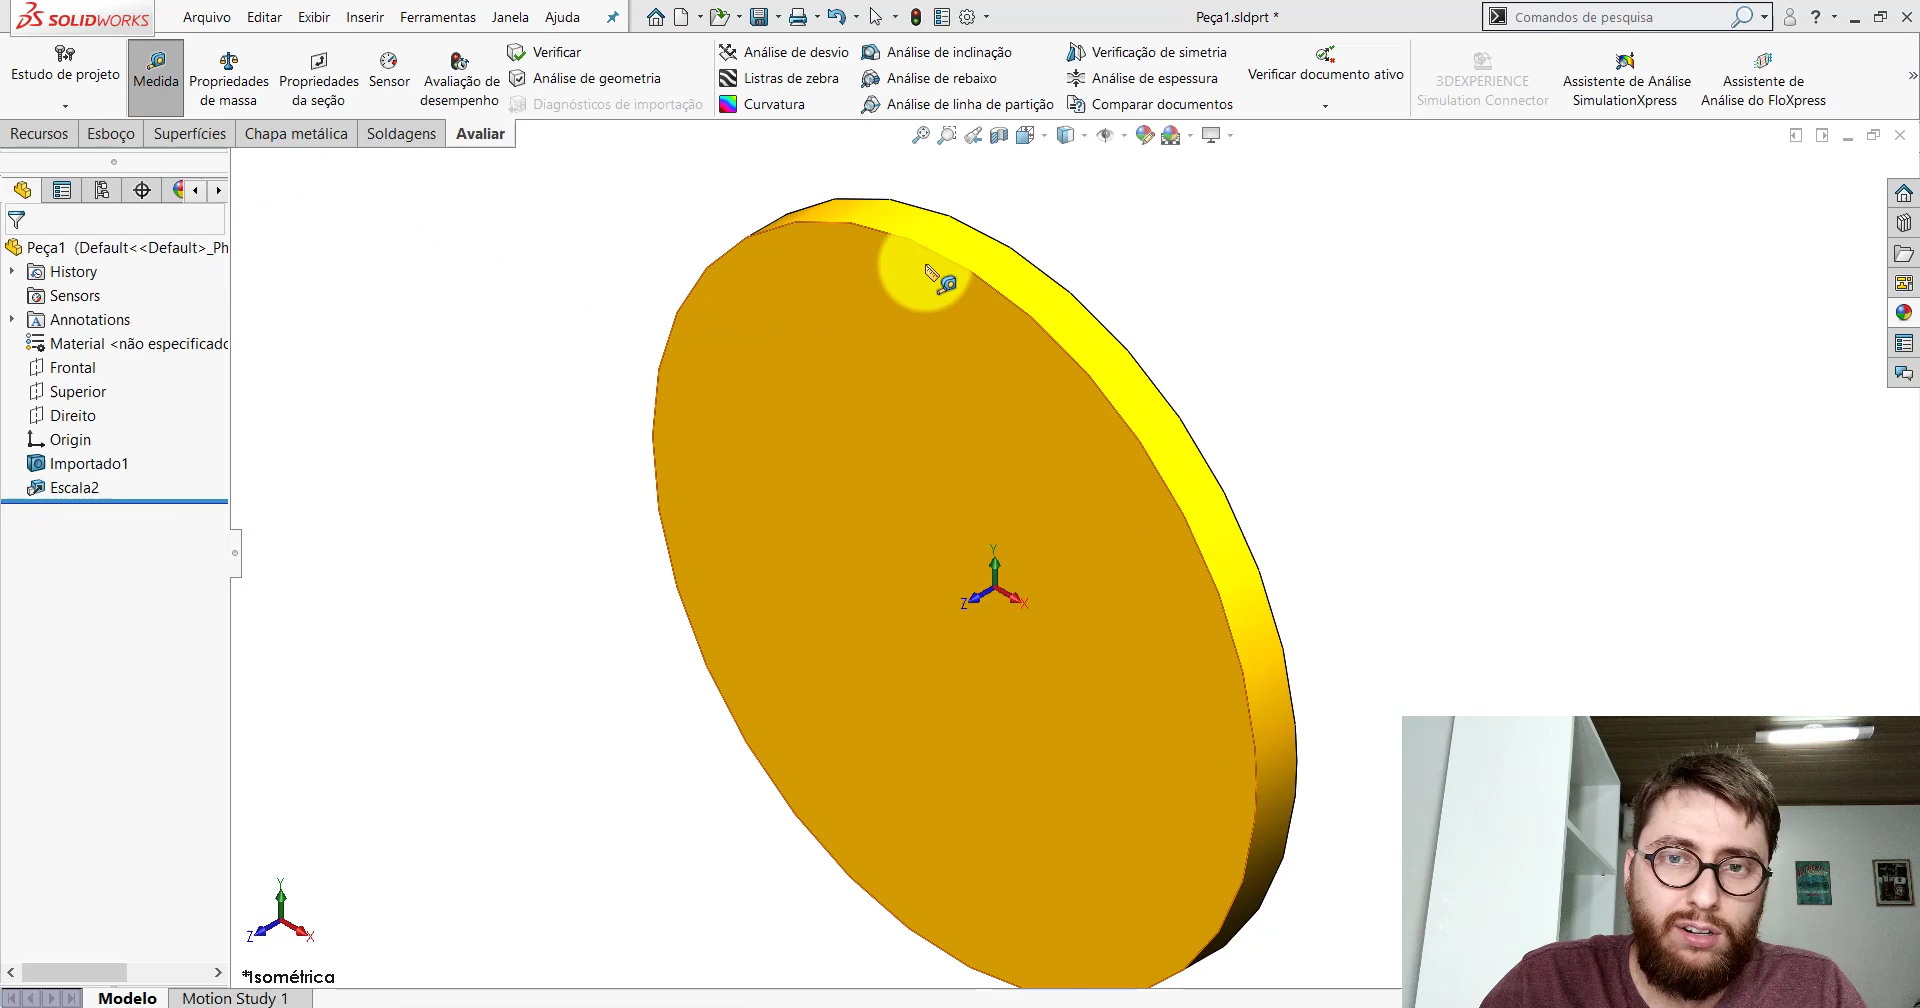 SOLIDWORKS
Arquivo Editar Exibir Inserir Ferramentas Janela Ajuda
Peça1.sldprt *
Comandos de pesquisa
?
Estudo de projeto
Medida
Propriedades de massa
Propriedades da seção
Sensor
Avaliação de desempenho
Verificar
Análise de geometria
Diagnósticos de importação
Análise de desvio
Listras de zebra
Curvatura
Análise de inclinação
Análise de rebaixo
Análise de linha de partição
Verificação de simetria
Análise de espessura
Comparar documentos
Verificar documento ativo
3DEXPERIENCE
Simulation Connector
Assistente de Análise
SimulationXpress
Assistente de
Análise do FloXpress
Recursos Esboço Superfícies Chapa metálica Soldagens Avaliar
Peça1 (Default<<Default>_Ph
History
Sensors
Annotations
Material <não especificado
Frontal
Superior
Direito
Origin
Importado1
Escala2
Y
Z X
Y
Z X
*Isométrica
Modelo Motion Study 1